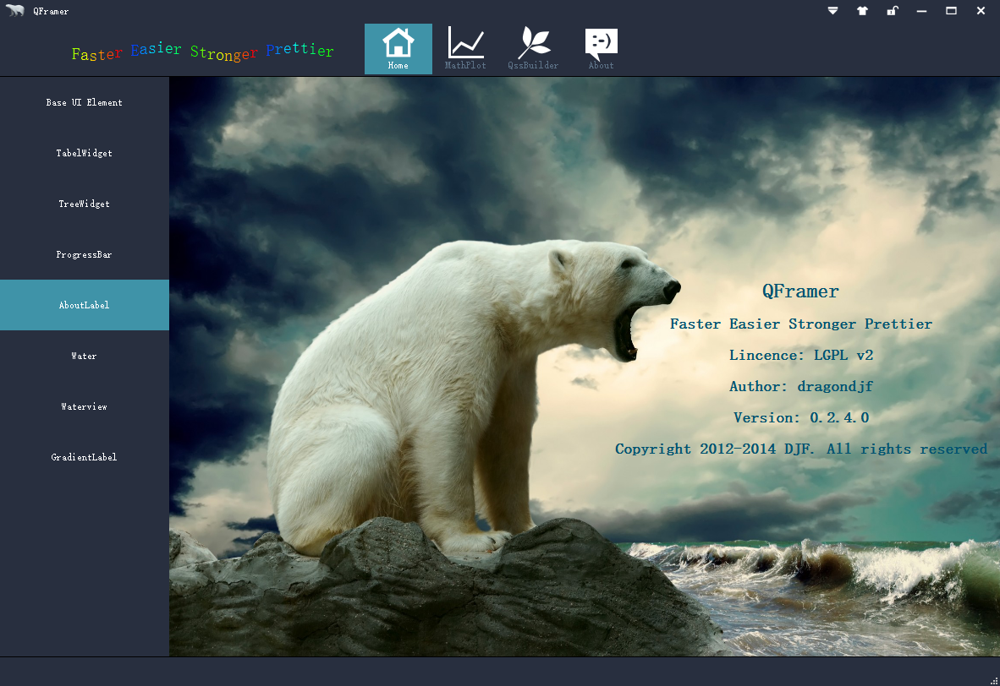 QFramer
Faster Easier Stronger Prettier
Home
MathPlot
QssBuilder
:-)
About
Base UI Element
TabelWidget
TreeWidget
ProgressBar
AboutLabel
Water
Waterview
GradientLabel
QFramer
Faster Easier Stronger Prettier
Lincence: LGPL v2
Author: dragondjf
Version: 0.2.4.0
Copyright 2012-2014 DJF. All rights reserved